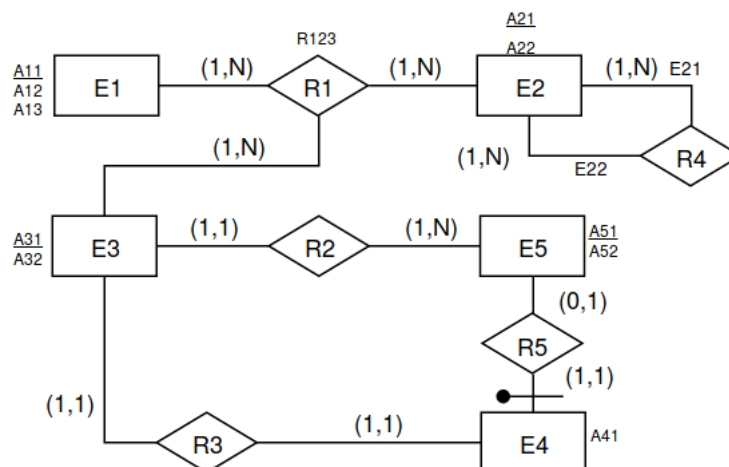 A21
R123
A22
A11
A12
A13
E1
(1,N)
R1
(1,N)
E2
(1,N)
E21
(1,N)
(1,N)
E22
R4
A31
A32
E3
(1,1)
R2
(1,N)
E5
A51
A52
(0,1)
R5
(1,1)
(1,1)
R3
(1,1)
E4
A41